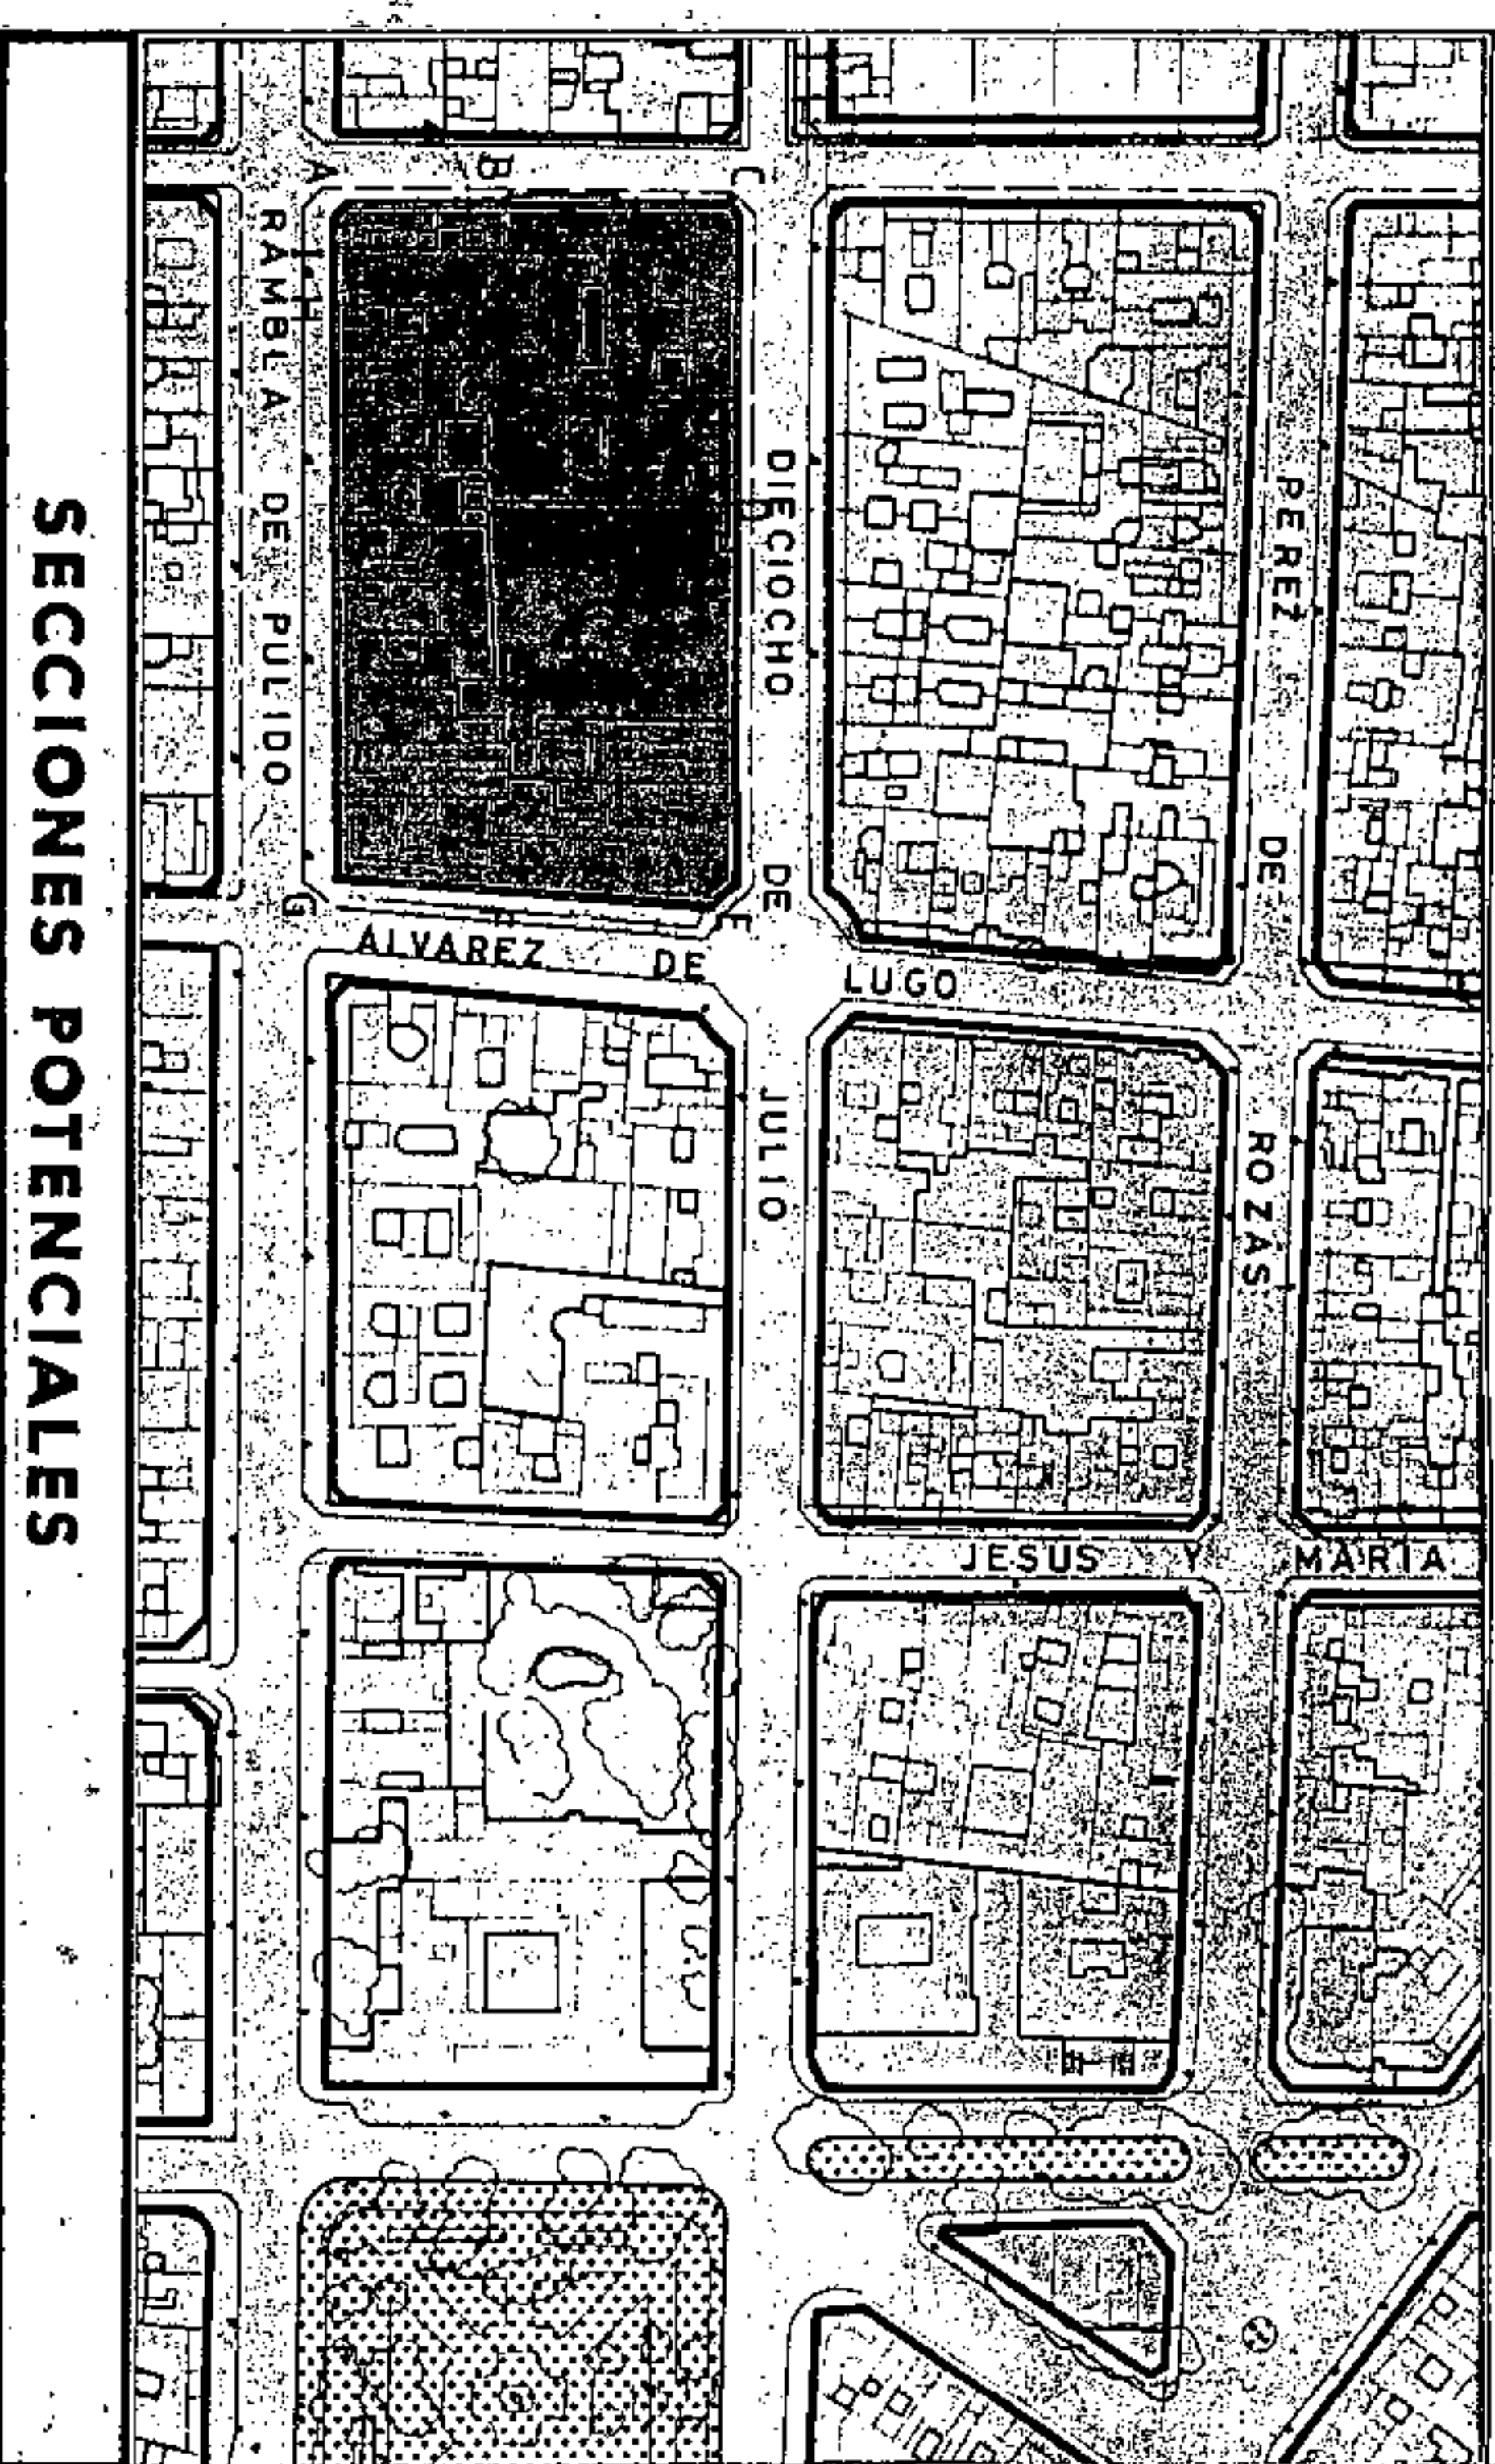 SECCIONES POTENCIALES
RAMBLA DE PULIDO
DIECIOCHO DE JULIO
PEREZ DE ROZAS
ALVAREZ DE LUGO
JESUS Y MARIA
A
B
C
D
F
G
H